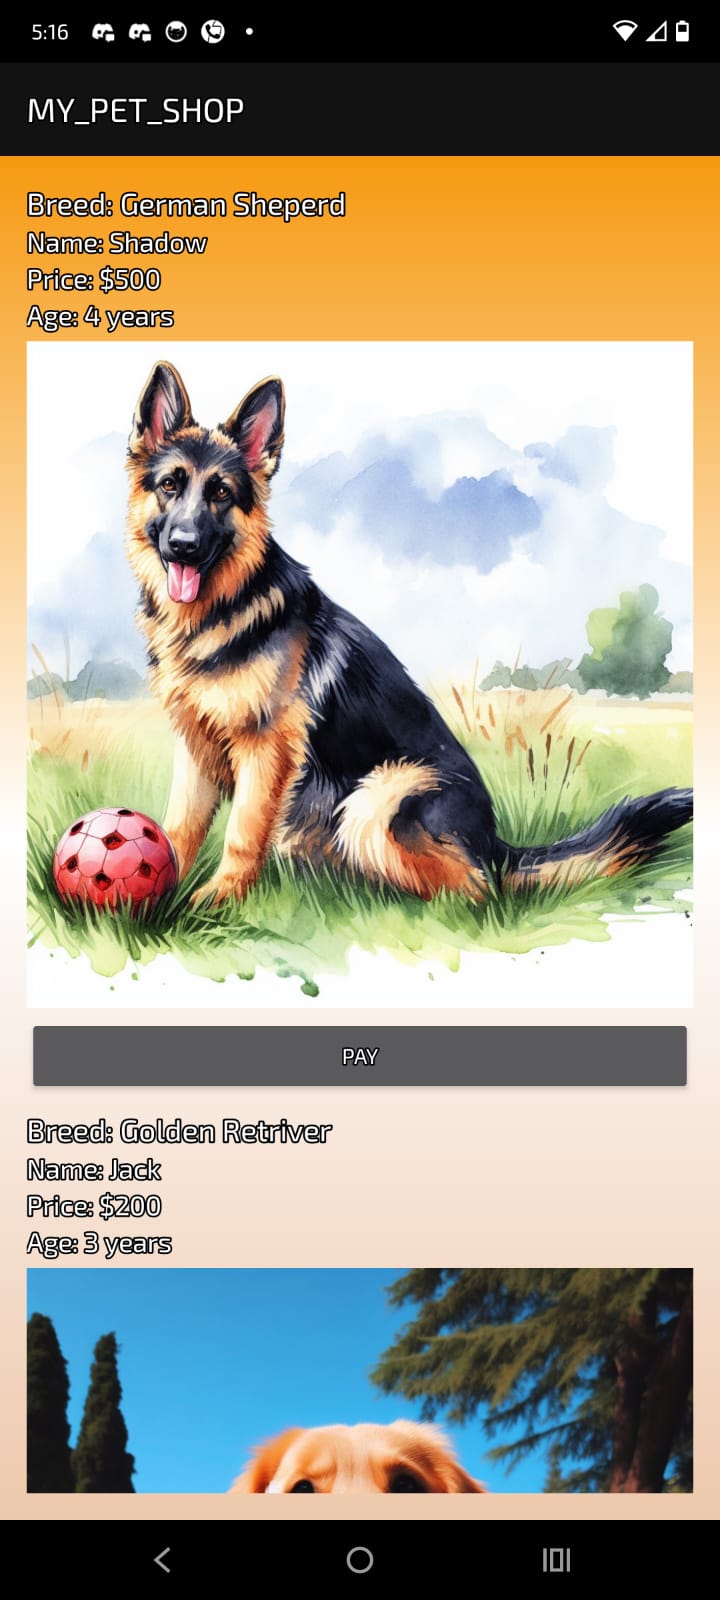 5:16
MY_PET_SHOP
Breed: German Sheperd
Name: Shadow
Price: $500
Age: 4 years
PAY
Breed: Golden Retriver
Name: Jack
Price: $200
Age: 3 years